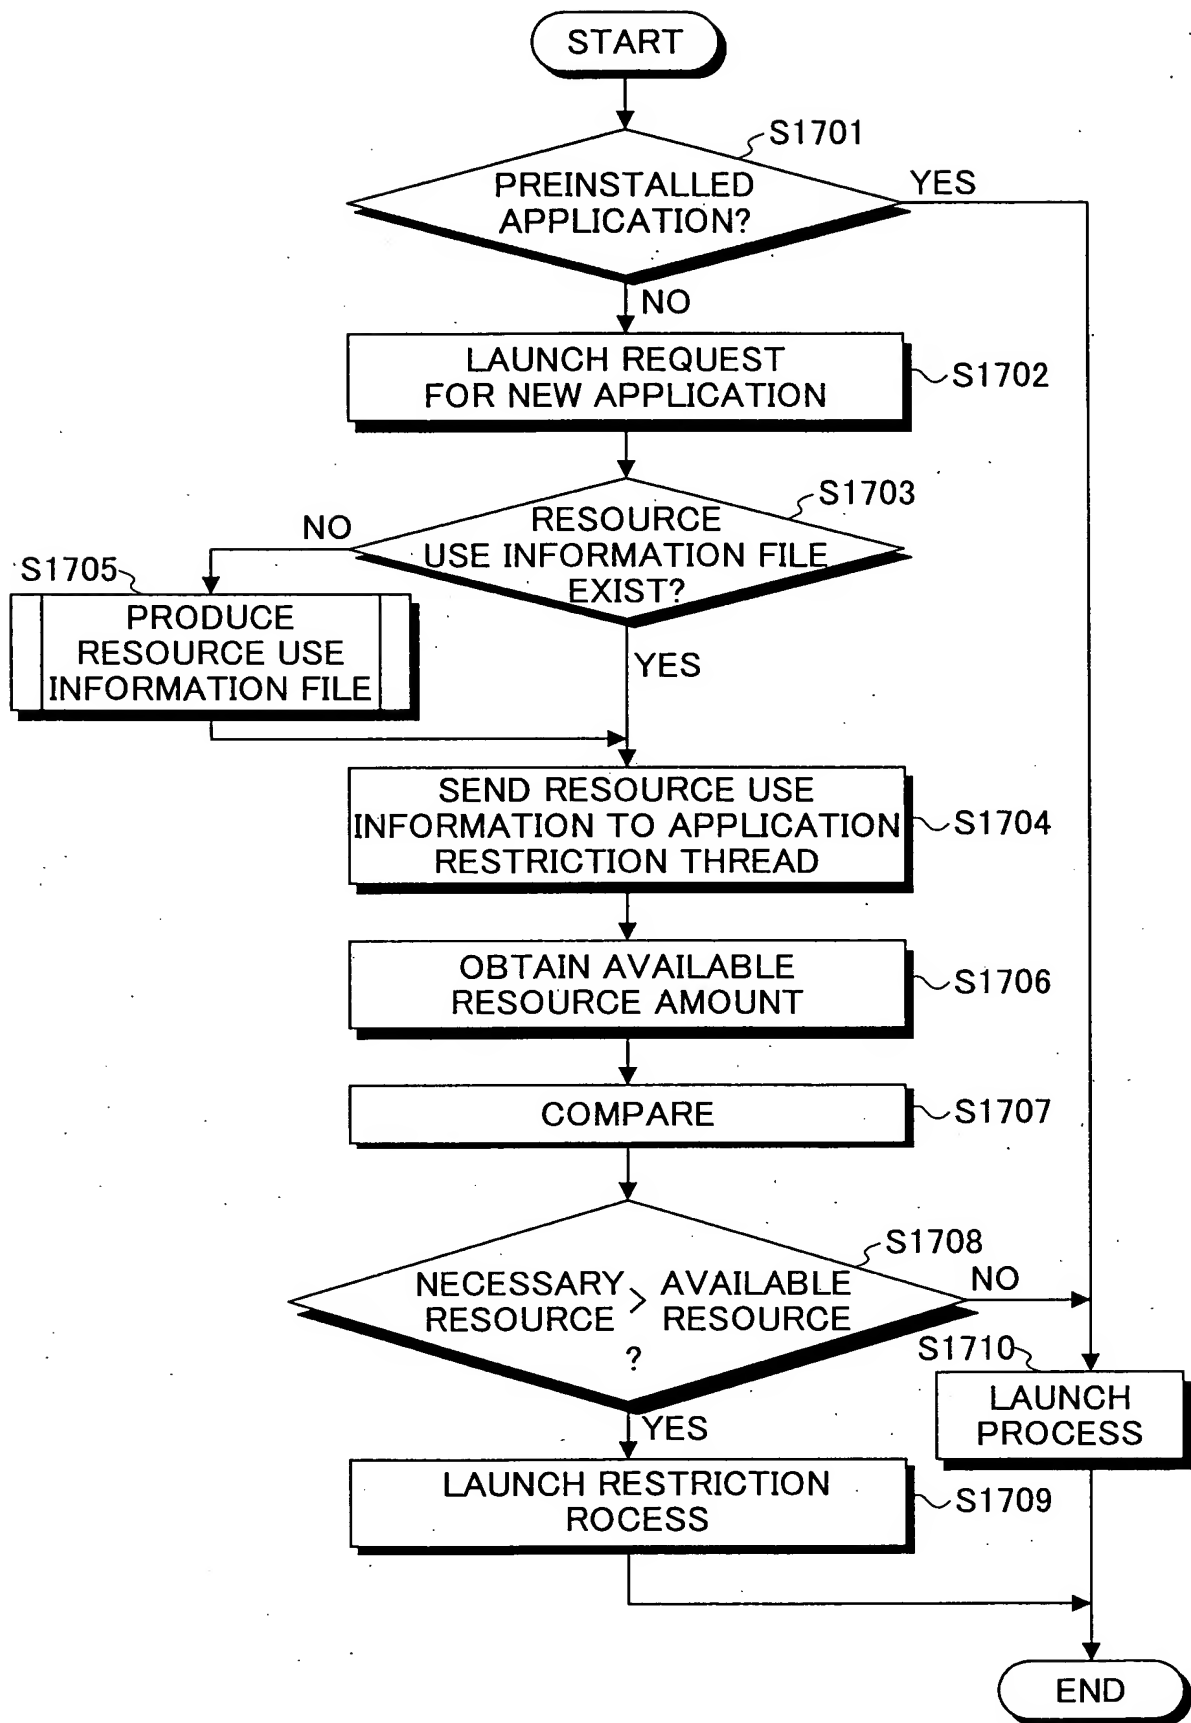 START
S1701
PREINSTALLED
APPLICATION?
YES
NO
LAUNCH REQUEST
FOR NEW APPLICATION
S1702
S1703
RESOURCE
USE INFORMATION FILE
EXIST?
NO
YES
S1705
PRODUCE
RESOURCE USE
INFORMATION FILE
SEND RESOURCE USE
INFORMATION TO APPLICATION
RESTRICTION THREAD
S1704
OBTAIN AVAILABLE
RESOURCE AMOUNT
S1706
COMPARE
S1707
S1708
NECESSARY > AVAILABLE
RESOURCE RESOURCE
?
NO
YES
S1710
LAUNCH
PROCESS
LAUNCH RESTRICTION
ROCESS
S1709
END